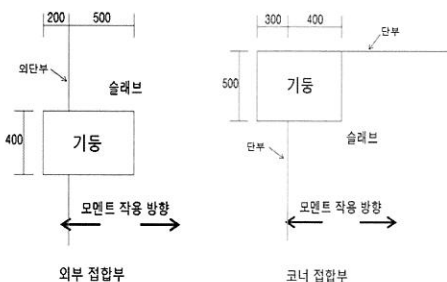 200 500
외단부
슬래브
400
기둥
모멘트 작용 방향
외부 접합부
300 400
단부
500
기둥
슬래브
단부
모멘트 작용 방향
코너 접합부